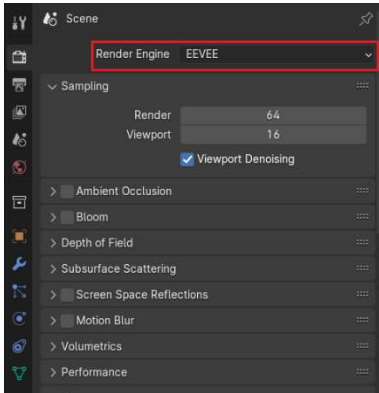 Scene
Render Engine EEVEE
Sampling
Render 64
Viewport 16
Viewport Denoising
Ambient Occlusion
Bloom
Depth of Field
Subsurface Scattering
Screen Space Reflections
Motion Blur
Volumetrics
Performance